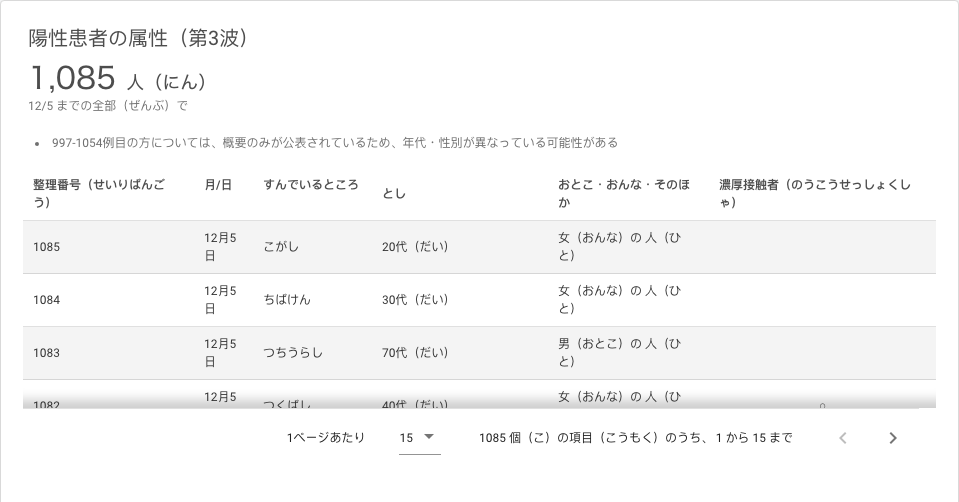 陽性患者の属性（第3波）
1,085 人（にん）
12/5 までの全部（ぜんぶ）で
• 997-1054例目の方については、概要のみが公表されているため、年代・性別が異なっている可能性がある
整理番号（せいりばんご
う）
月/日
すんでいるところ
とし
おとこ・おんな・そのほ
か
濃厚接触者（のうこうせっしょくし
ゃ）
1085
12月5
日
こがし
20代（だい）
女（おんな）の 人（ひ
と）
1084
12月5
日
ちばけん
30代（だい）
女（おんな）の 人（ひ
と）
1083
12月5
日
つちうらし
70代（だい）
男（おとこ）の 人（ひ
と）
1082
12月5
つくばし
40代（だい）
女（おんな）の 人（ひ
1ページあたり
15
1085 個（こ）の項目（こうもく）のうち、1 から 15 まで